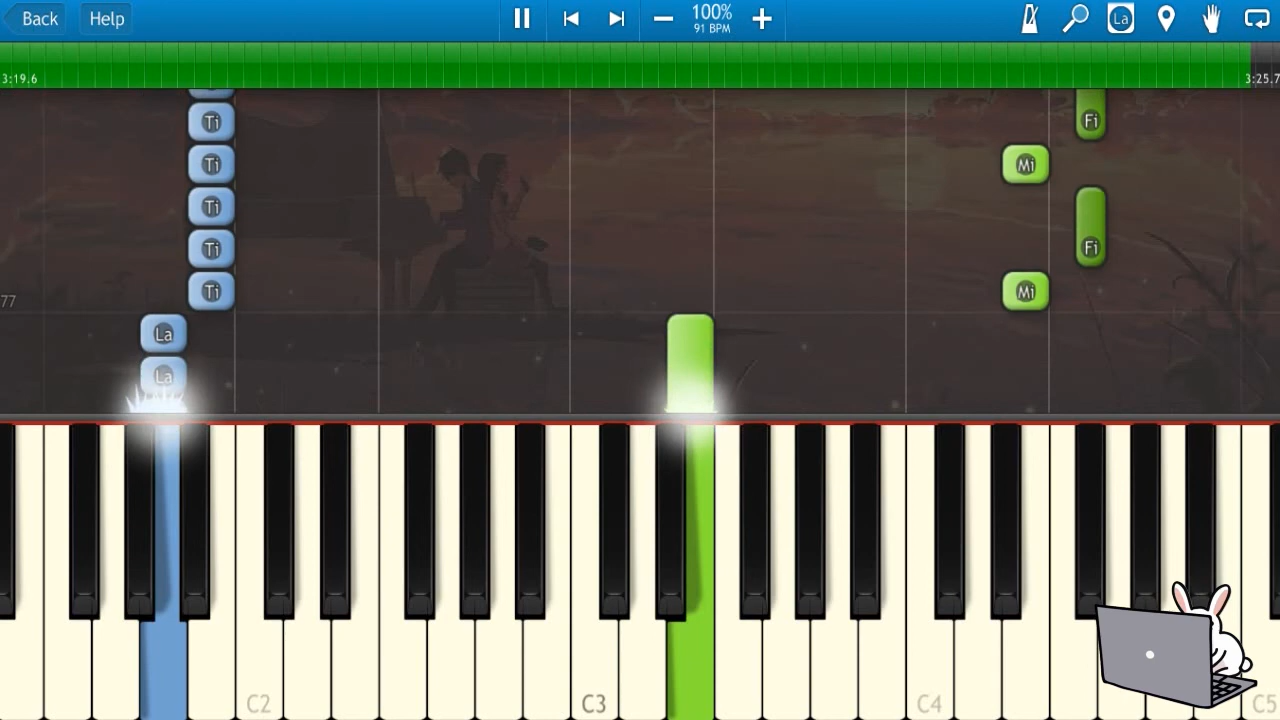 Back Help 100% La
91 BPM
3:19.6 3:25.7
Ti Fi
Ti Mi
Ti
Ti Fi
Ti Mi
77
La
La
C2 C3 C4 C5